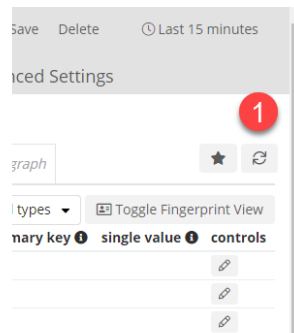 Save Delete Last 15 minutes
nced Settings
1
graph
types Toggle Fingerprint View
mary key single value controls